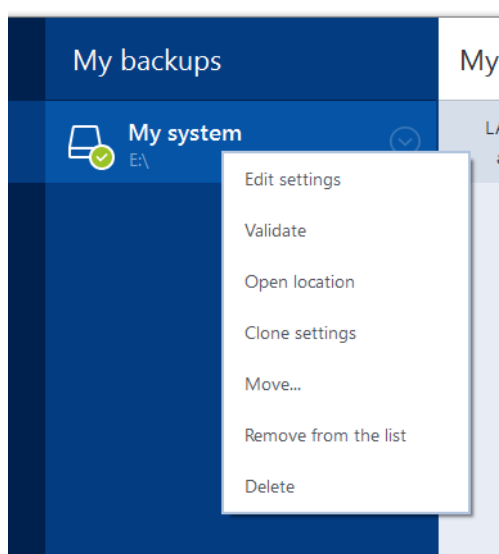 My backups
My
My system
E:\
Edit settings
Validate
Open location
Clone settings
Move...
Remove from the list
Delete